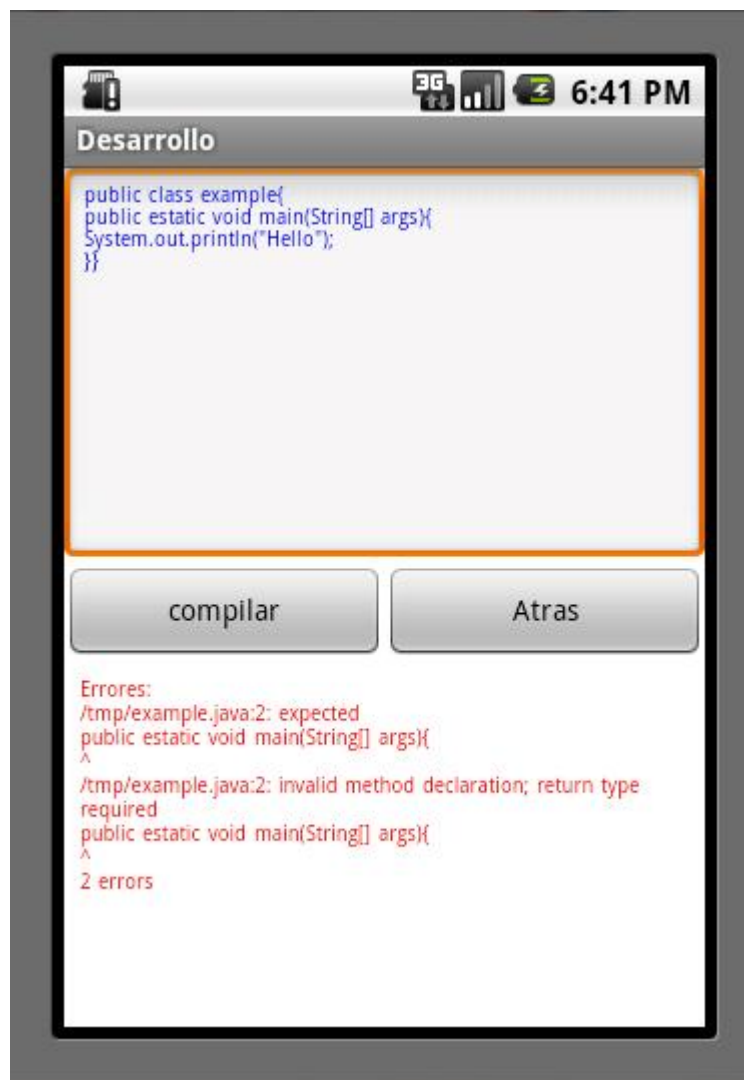 3G 6:41 PM
Desarrollo
public class example{
public estatic void main(String[] args){
System.out.println("Hello");
}}
compilar Atras
Errores:
/tmp/example.java:2: expected
public estatic void main(String[] args){
^
/tmp/example.java:2: invalid method declaration; return type
required
public estatic void main(String[] args){
^
2 errors